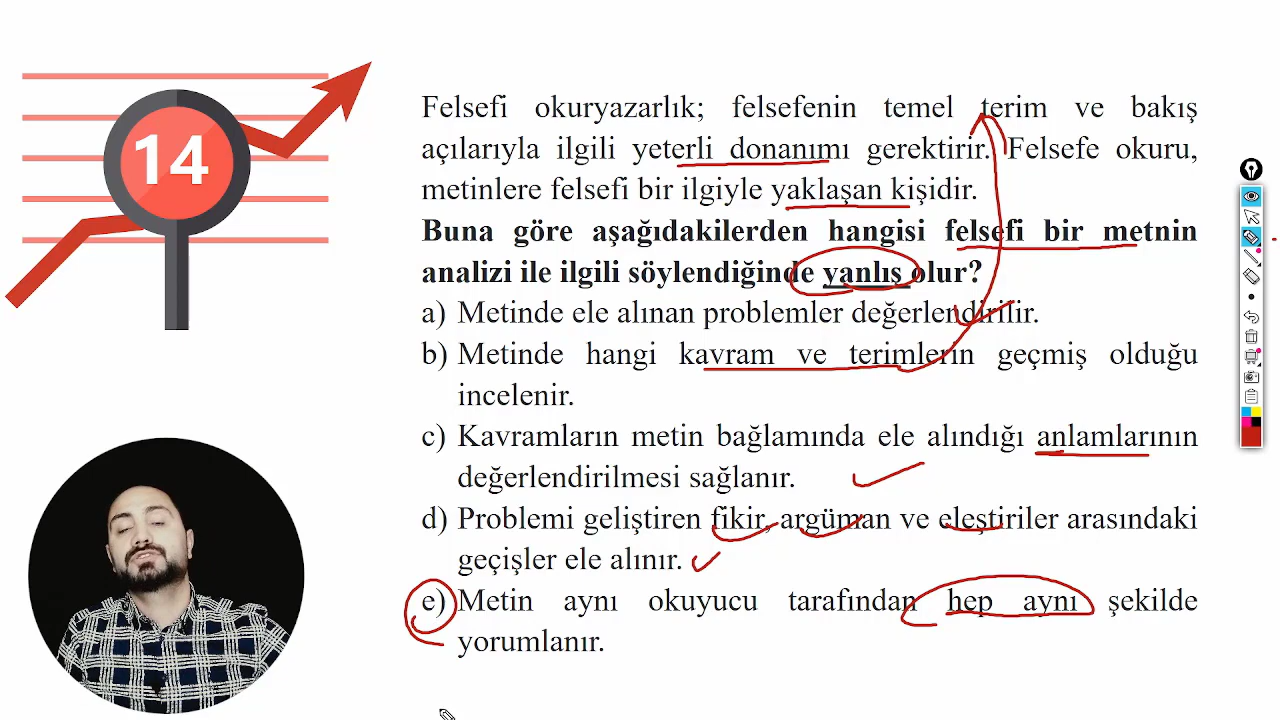 14
Felsefi okuryazarlık; felsefenin temel terim ve bakış
açılarıyla ilgili yeterli donanımı gerektirir. Felsefe okuru,
metinlere felsefi bir ilgiyle yaklaşan kişidir.
Buna göre aşağıdakilerden hangisi felsefi bir metnin
analizi ile ilgili söylendiğinde yanlış olur?
a) Metinde ele alınan problemler değerlendirilir.
b) Metinde hangi kavram ve terimlerin geçmiş olduğu
incelenir.
c) Kavramların metin bağlamında ele alındığı anlamlarının
değerlendirilmesi sağlanır.
d) Problemi geliştiren fikir, argüman ve eleştiriler arasındaki
geçişler ele alınır.
e) Metin aynı okuyucu tarafından hep aynı şekilde
yorumlanır.